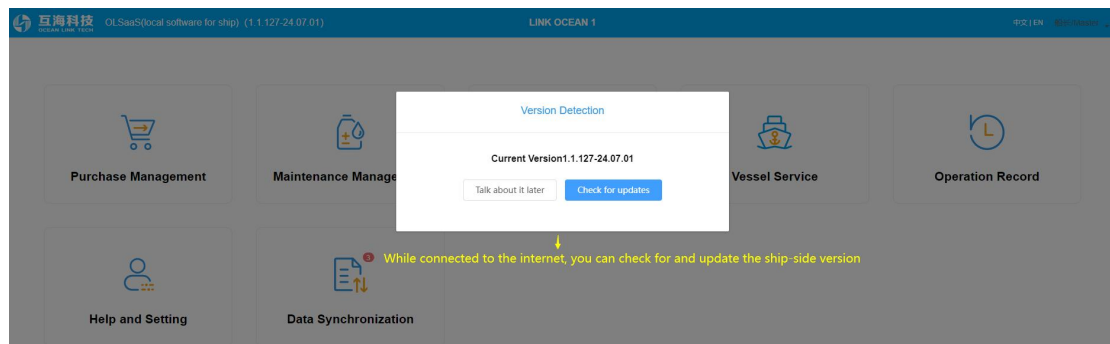 互海科技
OCEAN LINK TECH
OLSaaS(local software for ship) (1.1.127-24.07.01)
LINK OCEAN 1
中文 | EN
Version Detection
Current Version1.1.127-24.07.01
Talk about it later
Check for updates
Purchase Management
Maintenance Manage
Vessel Service
Operation Record
While connected to the internet, you can check for and update the ship-side version
3
Help and Setting
Data Synchronization